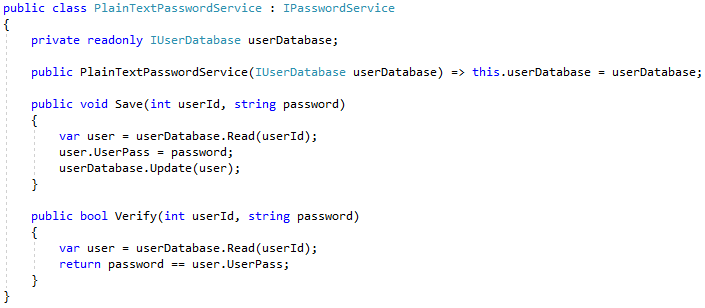 public class PlainTextPasswordService : IPasswordService
{
    private readonly IUserDatabase userDatabase;

    public PlainTextPasswordService(IUserDatabase userDatabase) => this.userDatabase = userDatabase;

    public void Save(int userId, string password)
    {
        var user = userDatabase.Read(userId);
        user.UserPass = password;
        userDatabase.Update(user);
    }

    public bool Verify(int userId, string password)
    {
        var user = userDatabase.Read(userId);
        return password == user.UserPass;
    }
}